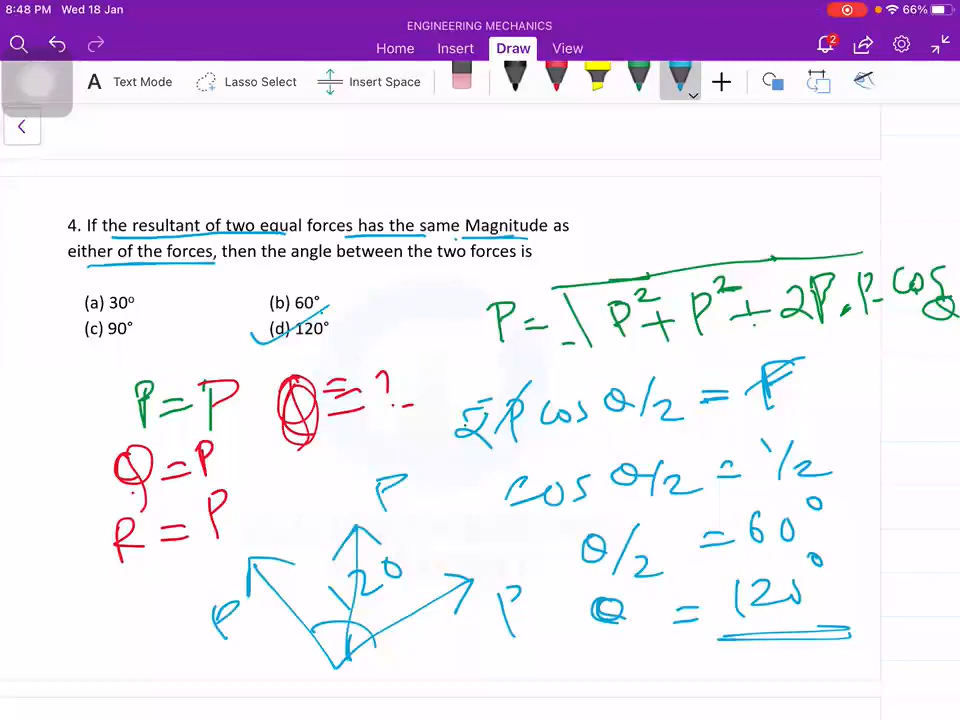 8:48 PM Wed 18 Jan
66%
ENGINEERING MECHANICS
Home Insert Draw View
2
A Text Mode Lasso Select Insert Space
4. If the resultant of two equal forces has the same Magnitude as
either of the forces, then the angle between the two forces is
(a) 30° (b) 60°
(c) 90° (d) 120°
P = √P² + P² + 2P.P cosθ
P = P
Q = P
R = P
θ = ?
2P cos θ/2 = P
cos θ/2 = 1/2
θ/2 = 60°
θ = 120°
P
P
P
120